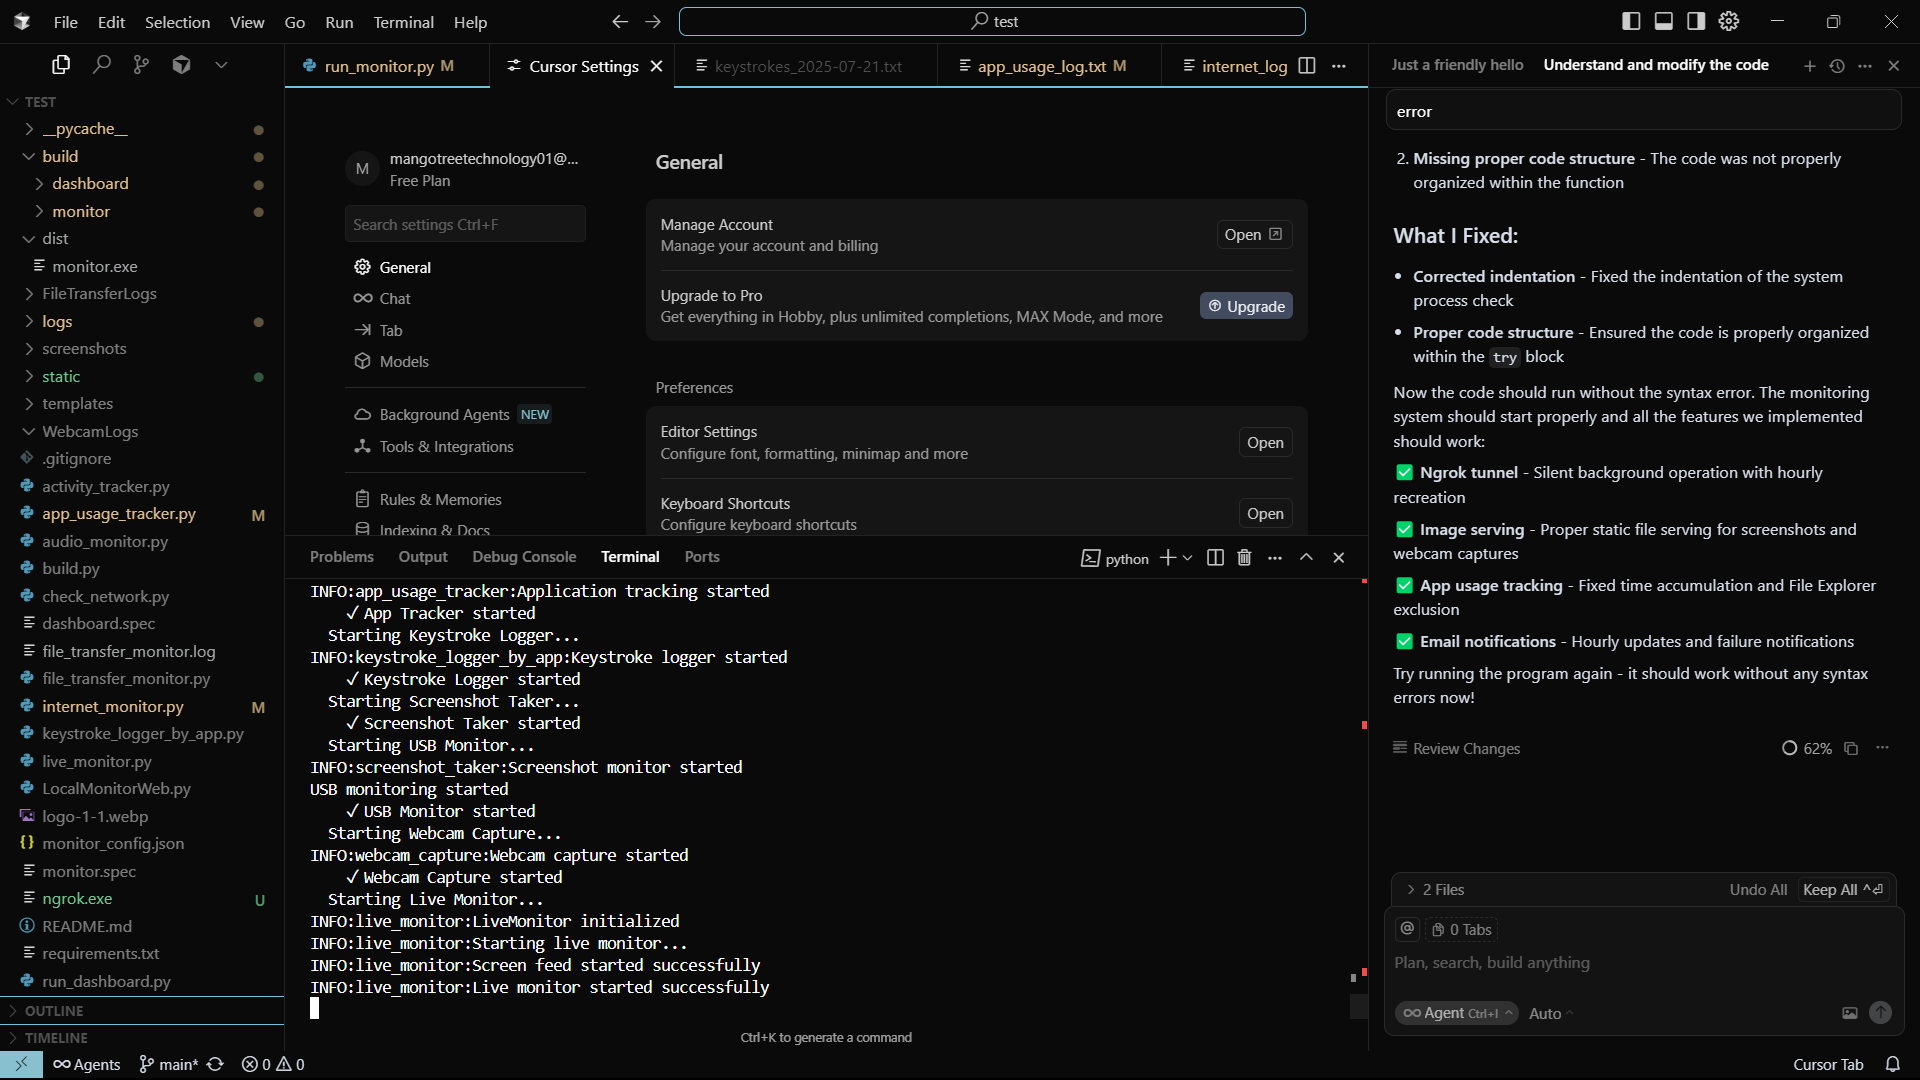 File Edit Selection View Go Run Terminal Help
test
run_monitor.py M
Cursor Settings
keystrokes_2025-07-21.txt
app_usage_log.txt M
internet_log
Just a friendly hello
Understand and modify the code
TEST
__pycache__
build
dashboard
monitor
dist
monitor.exe
FileTransferLogs
logs
screenshots
static
templates
WebcamLogs
.gitignore
activity_tracker.py
app_usage_tracker.py M
audio_monitor.py
build.py
check_network.py
dashboard.spec
file_transfer_monitor.log
file_transfer_monitor.py
internet_monitor.py M
keystroke_logger_by_app.py
live_monitor.py
LocalMonitorWeb.py
logo-1-1.webp
monitor_config.json
monitor.spec
ngrok.exe U
README.md
requirements.txt
run_dashboard.py
OUTLINE
TIMELINE
M
mangotreetechnology01@...
Free Plan
Search settings Ctrl+F
General
Chat
Tab
Models
Background Agents NEW
Tools & Integrations
Rules & Memories
Indexing & Docs
General
Manage Account
Manage your account and billing
Open
Upgrade to Pro
Get everything in Hobby, plus unlimited completions, MAX Mode, and more
Upgrade
Preferences
Editor Settings
Configure font, formatting, minimap and more
Open
Keyboard Shortcuts
Configure keyboard shortcuts
Open
Problems Output Debug Console Terminal Ports
python
INFO:app_usage_tracker:Application tracking started
✓ App Tracker started
Starting Keystroke Logger...
INFO:keystroke_logger_by_app:Keystroke logger started
✓ Keystroke Logger started
Starting Screenshot Taker...
✓ Screenshot Taker started
Starting USB Monitor...
INFO:screenshot_taker:Screenshot monitor started
USB monitoring started
✓ USB Monitor started
Starting Webcam Capture...
INFO:webcam_capture:Webcam capture started
✓ Webcam Capture started
Starting Live Monitor...
INFO:live_monitor:LiveMonitor initialized
INFO:live_monitor:Starting live monitor...
INFO:live_monitor:Screen feed started successfully
INFO:live_monitor:Live monitor started successfully
Ctrl+K to generate a command
error
2. Missing proper code structure - The code was not properly
organized within the function
What I Fixed:
• Corrected indentation - Fixed the indentation of the system
process check
• Proper code structure - Ensured the code is properly organized
within the try block
Now the code should run without the syntax error. The monitoring
system should start properly and all the features we implemented
should work:
✅ Ngrok tunnel - Silent background operation with hourly
recreation
✅ Image serving - Proper static file serving for screenshots and
webcam captures
✅ App usage tracking - Fixed time accumulation and File Explorer
exclusion
✅ Email notifications - Hourly updates and failure notifications
Try running the program again - it should work without any syntax
errors now!
Review Changes
62%
2 Files
Undo All
Keep All ^⏎
@ 0 Tabs
Plan, search, build anything
Agent Ctrl+I
Auto
Agents
main*
0 0
Cursor Tab